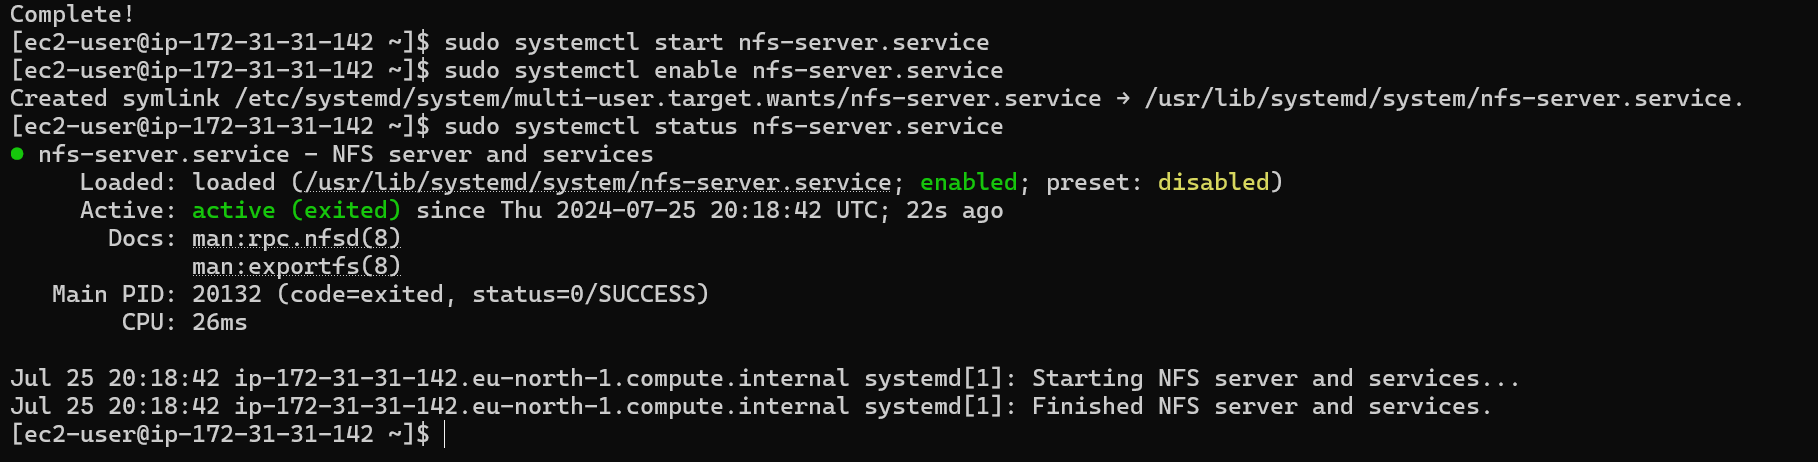 Complete!
[ec2-user@ip-172-31-31-142 ~]$ sudo systemctl start nfs-server.service
[ec2-user@ip-172-31-31-142 ~]$ sudo systemctl enable nfs-server.service
Created symlink /etc/systemd/system/multi-user.target.wants/nfs-server.service → /usr/lib/systemd/system/nfs-server.service.
[ec2-user@ip-172-31-31-142 ~]$ sudo systemctl status nfs-server.service
● nfs-server.service - NFS server and services
     Loaded: loaded (/usr/lib/systemd/system/nfs-server.service; enabled; preset: disabled)
     Active: active (exited) since Thu 2024-07-25 20:18:42 UTC; 22s ago
       Docs: man:rpc.nfsd(8)
             man:exportfs(8)
   Main PID: 20132 (code=exited, status=0/SUCCESS)
        CPU: 26ms

Jul 25 20:18:42 ip-172-31-31-142.eu-north-1.compute.internal systemd[1]: Starting NFS server and services...
Jul 25 20:18:42 ip-172-31-31-142.eu-north-1.compute.internal systemd[1]: Finished NFS server and services.
[ec2-user@ip-172-31-31-142 ~]$